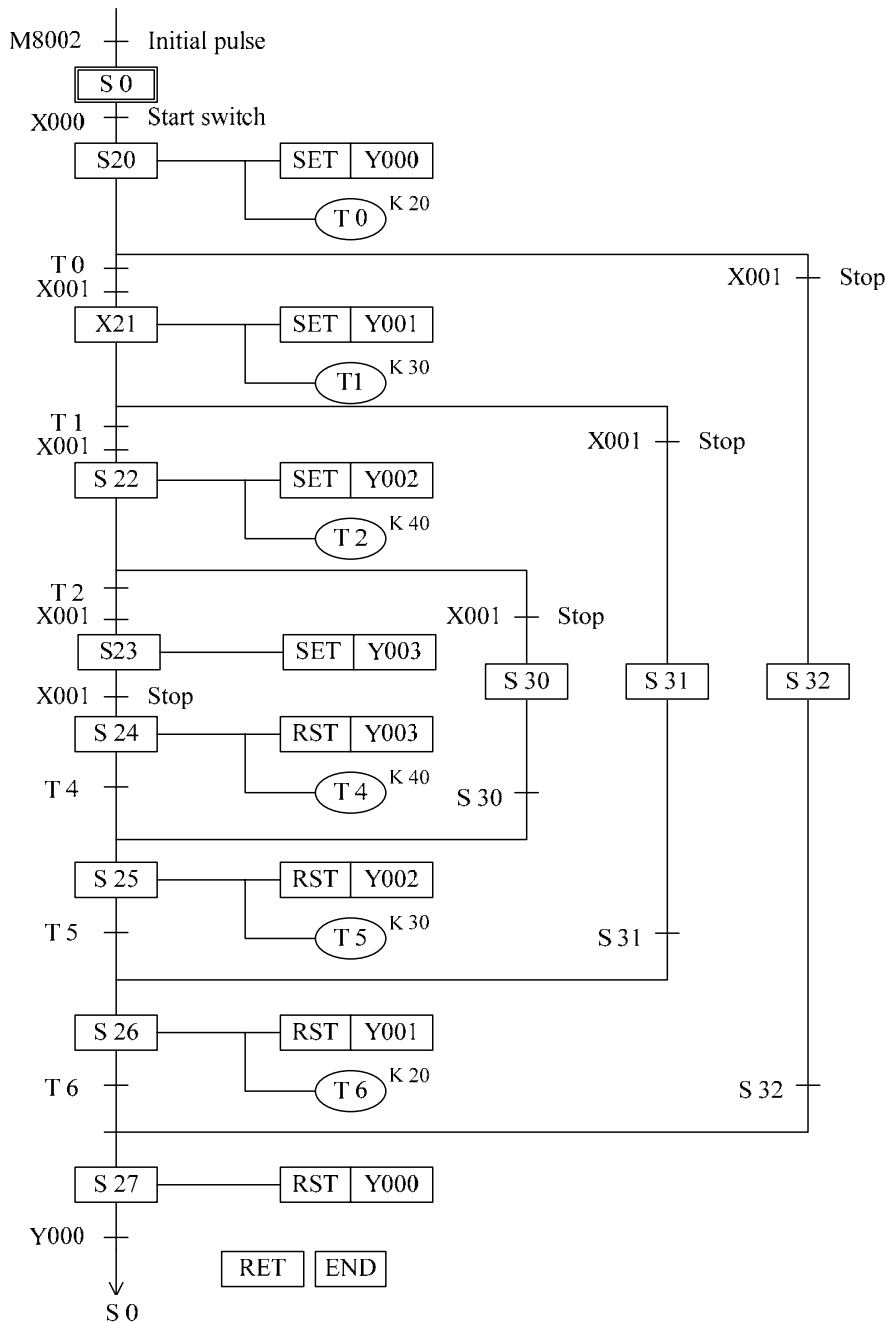 M8002 Initial pulse
S 0
X000 Start switch
S20 SET Y000
T 0 K 20
T 0
X001 Stop
X001
X21 SET Y001
T1 K 30
T 1
X001 Stop
X001
S 22 SET Y002
T 2 K 40
T 2
X001 X001 Stop
S23 SET Y003
S 30 S 31 S 32
X001 Stop
S 24 RST Y003
T 4 K 40
T 4
S 30
S 25 RST Y002
T 5 K 30
T 5
S 31
S 26 RST Y001
T 6 K 20
T 6
S 32
S 27 RST Y000
Y000
RET END
S 0